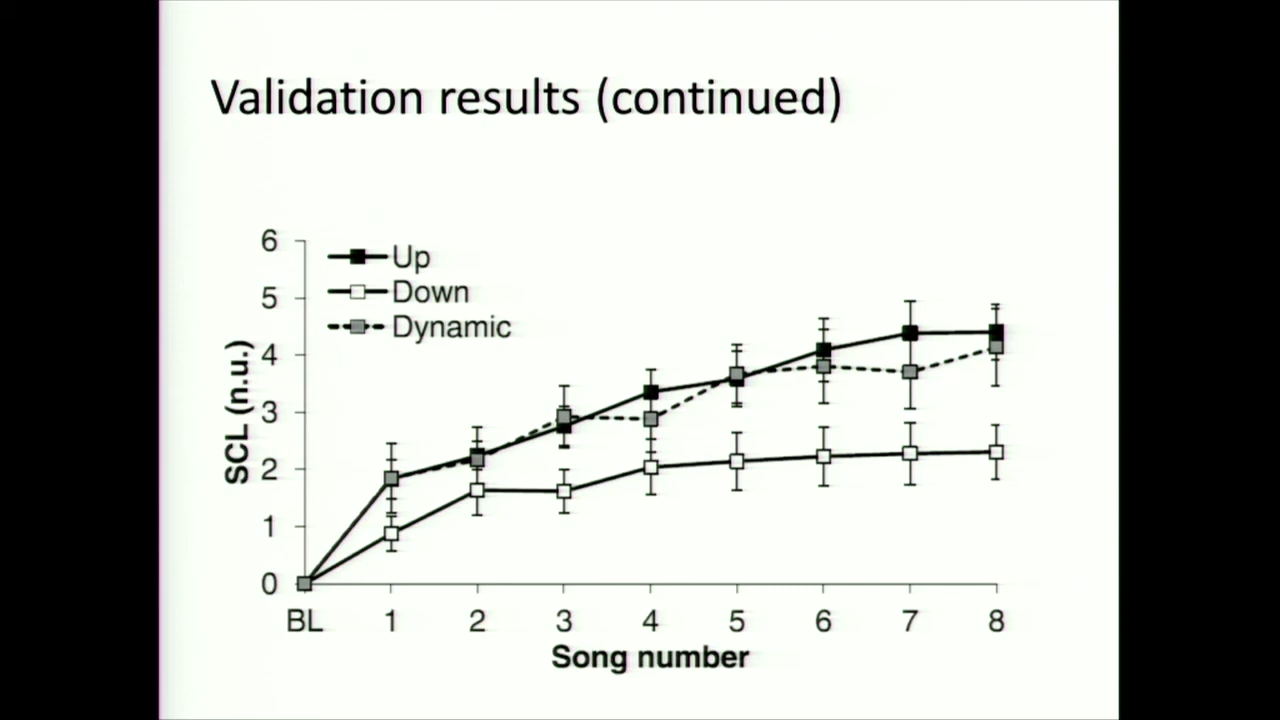 Validation results (continued)
6
Up
5
Down
Dynamic
4
3
2
1
0
SCL (n.u.)
BL 1 2 3 4 5 6 7 8
Song number